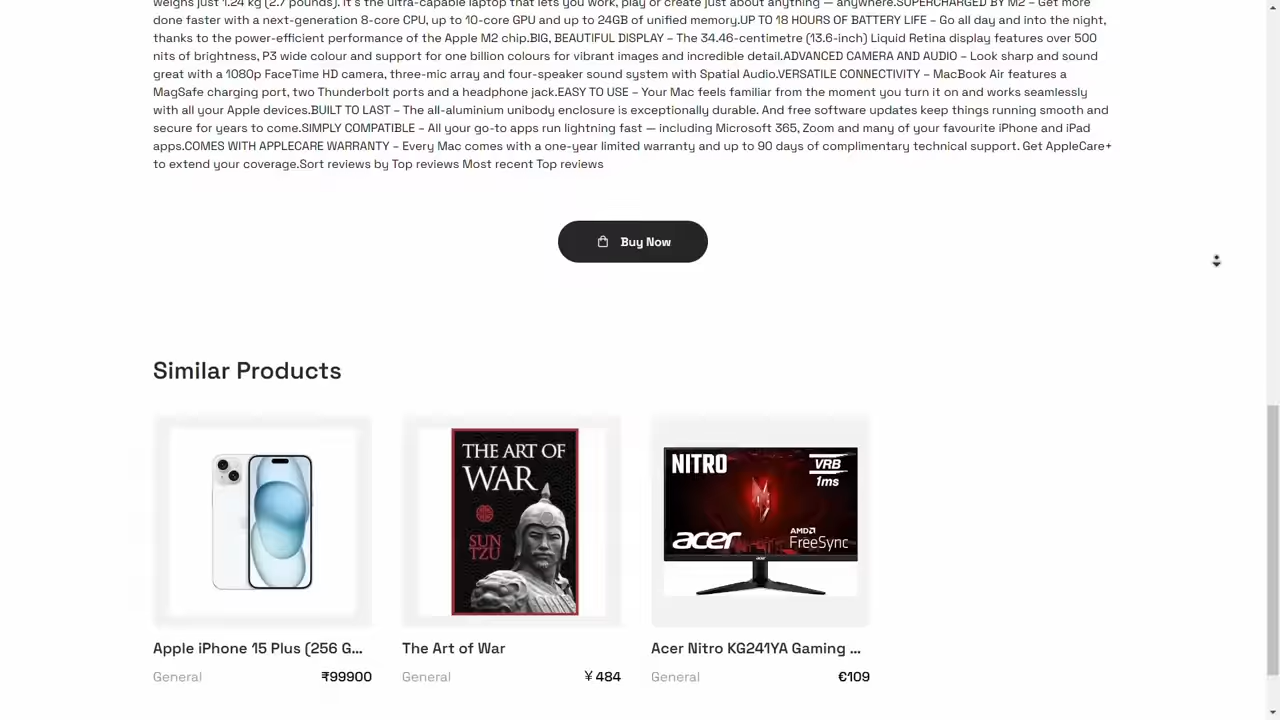 weighs just 1.24 kg (2.7 pounds). It's the ultra-capable laptop that lets you work, play or create just about anything — anywhere.SUPERCHARGED BY M2 – Get more
done faster with a next-generation 8-core CPU, up to 10-core GPU and up to 24GB of unified memory.UP TO 18 HOURS OF BATTERY LIFE – Go all day and into the night,
thanks to the power-efficient performance of the Apple M2 chip.BIG, BEAUTIFUL DISPLAY – The 34.46-centimetre (13.6-inch) Liquid Retina display features over 500
nits of brightness, P3 wide colour and support for one billion colours for vibrant images and incredible detail.ADVANCED CAMERA AND AUDIO – Look sharp and sound
great with a 1080p FaceTime HD camera, three-mic array and four-speaker sound system with Spatial Audio.VERSATILE CONNECTIVITY – MacBook Air features a
MagSafe charging port, two Thunderbolt ports and a headphone jack.EASY TO USE – Your Mac feels familiar from the moment you turn it on and works seamlessly
with all your Apple devices.BUILT TO LAST – The all-aluminium unibody enclosure is exceptionally durable. And free software updates keep things running smooth and
secure for years to come.SIMPLY COMPATIBLE – All your go-to apps run lightning fast — including Microsoft 365, Zoom and many of your favourite iPhone and iPad
apps.COMES WITH APPLECARE WARRANTY – Every Mac comes with a one-year limited warranty and up to 90 days of complimentary technical support. Get AppleCare+
to extend your coverage.Sort reviews by Top reviews Most recent Top reviews
Buy Now
Similar Products
THE ART OF
WAR
SUN
TZU
NITRO
VRB
1ms
acer
AMD
FreeSync
Apple iPhone 15 Plus (256 G...
General
₹99900
The Art of War
General
￥484
Acer Nitro KG241YA Gaming ...
General
€109